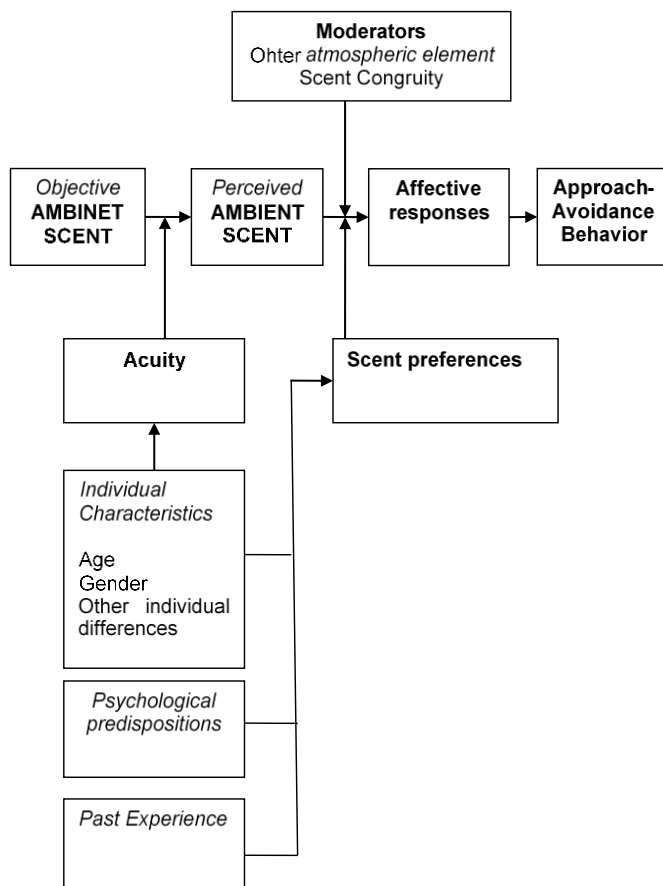 Moderators
Ohter atmospheric element
Scent Congruity
Objective
AMBINET
SCENT
Perceived
AMBIENT
SCENT
Affective
responses
Approach-
Avoidance
Behavior
Acuity
Scent preferences
Individual
Characteristics
Age
Gender
Other individual
differences
Psychological
predispositions
Past Experience